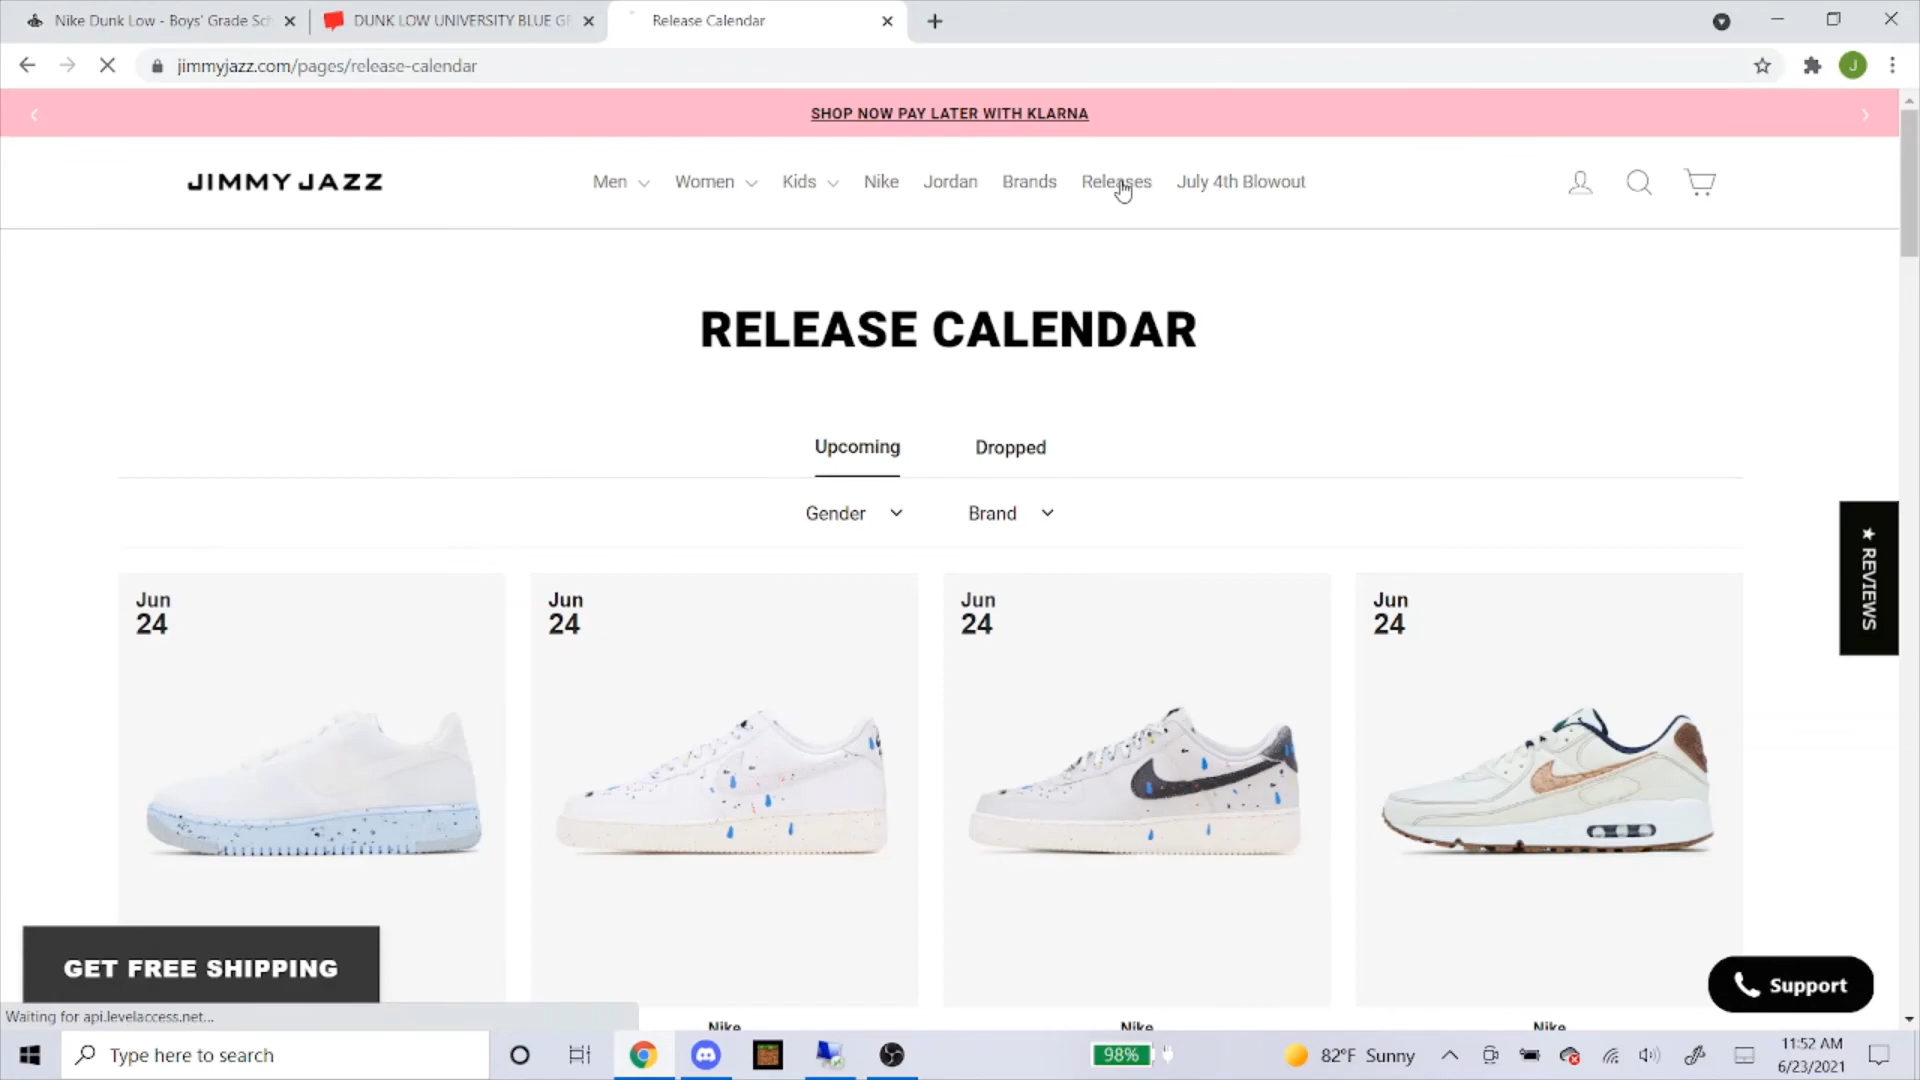 Nike Dunk Low - Boys' Grade Sch
DUNK LOW UNIVERSITY BLUE GR
Release Calendar
jimmyjazz.com/pages/release-calendar
J
SHOP NOW PAY LATER WITH KLARNA
JIMMY JAZZ
Men
Women
Kids
Nike
Jordan
Brands
Releases
July 4th Blowout
RELEASE CALENDAR
Upcoming
Dropped
Gender
Brand
Jun
24
Jun
24
Jun
24
Jun
24
★ REVIEWS
GET FREE SHIPPING
Support
Waiting for api.levelaccess.net...
Nike
Nike
Nike
Type here to search
98%
82°F Sunny
11:52 AM
6/23/2021